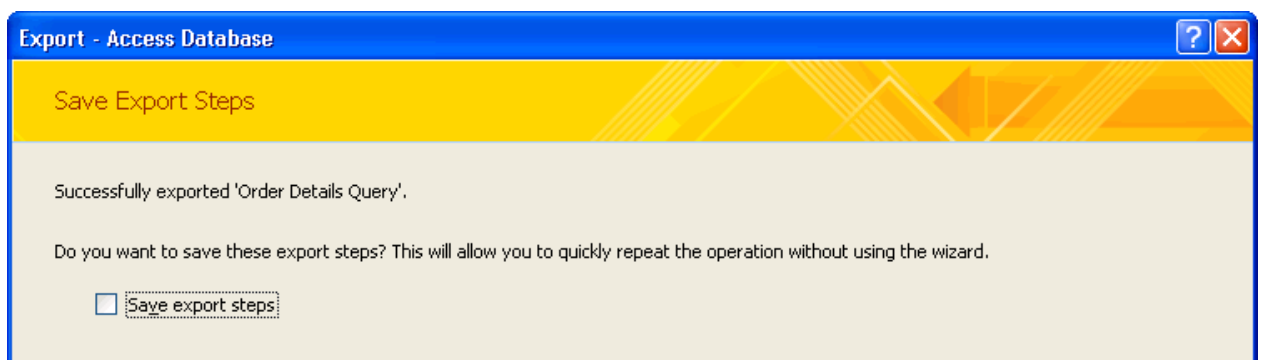 Export - Access Database
Save Export Steps
Successfully exported 'Order Details Query'.
Do you want to save these export steps? This will allow you to quickly repeat the operation without using the wizard.
Save export steps